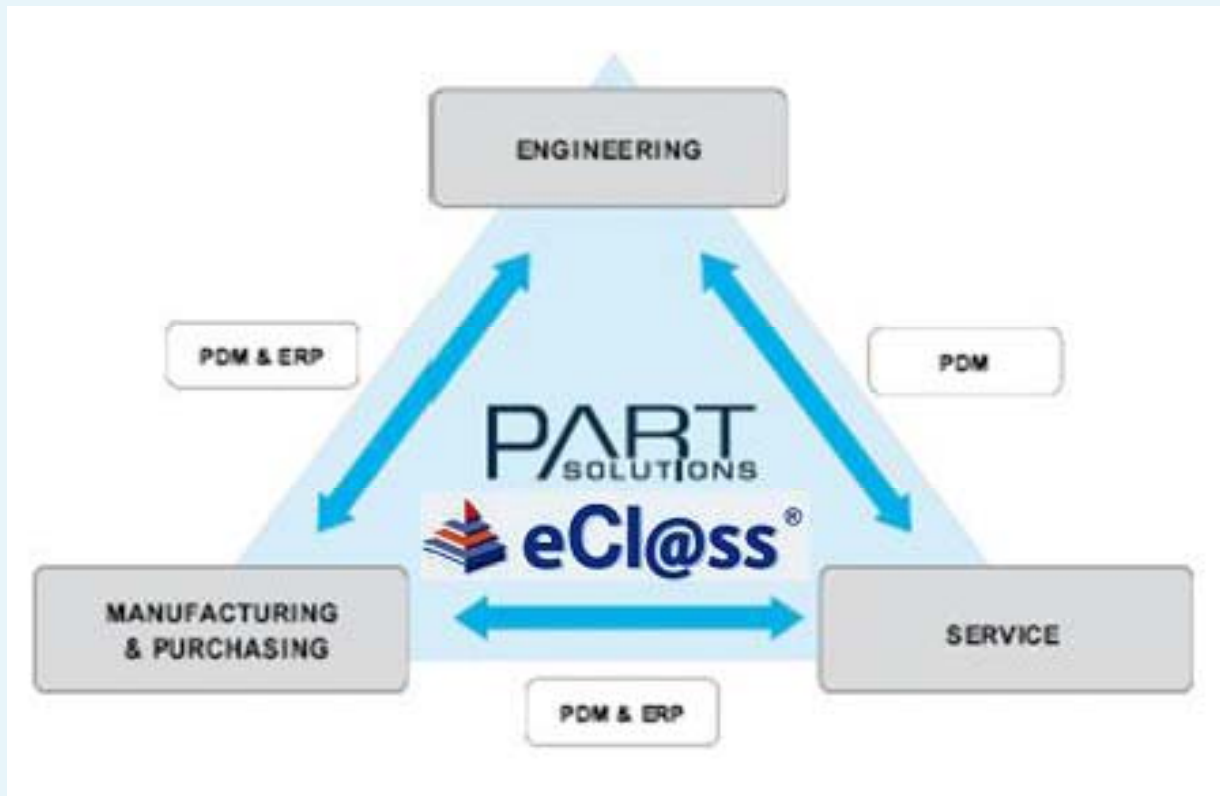 ENGINEERING
PDM & ERP
PDM
PART
SOLUTIONS
eCl@ss®
MANUFACTURING
& PURCHASING
SERVICE
PDM & ERP